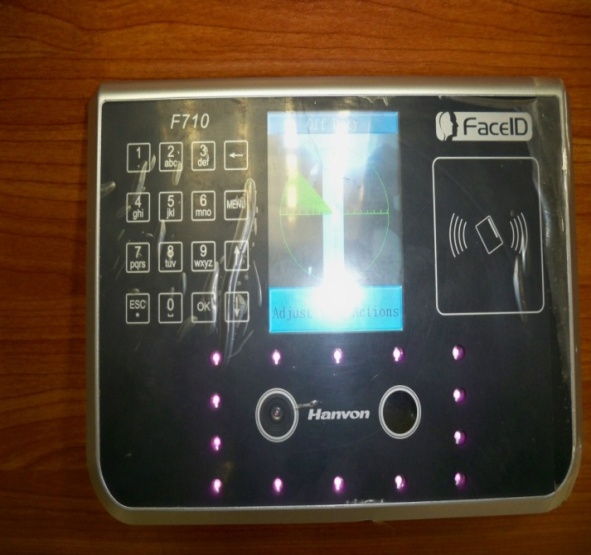 F710
FaceID
1
2 abc
3 def
4 ghi
5 jkl
6 mno
MENU
7 pqrs
8 tuv
9 wxyz
ESC
0
OK
Adjust
Hanvon